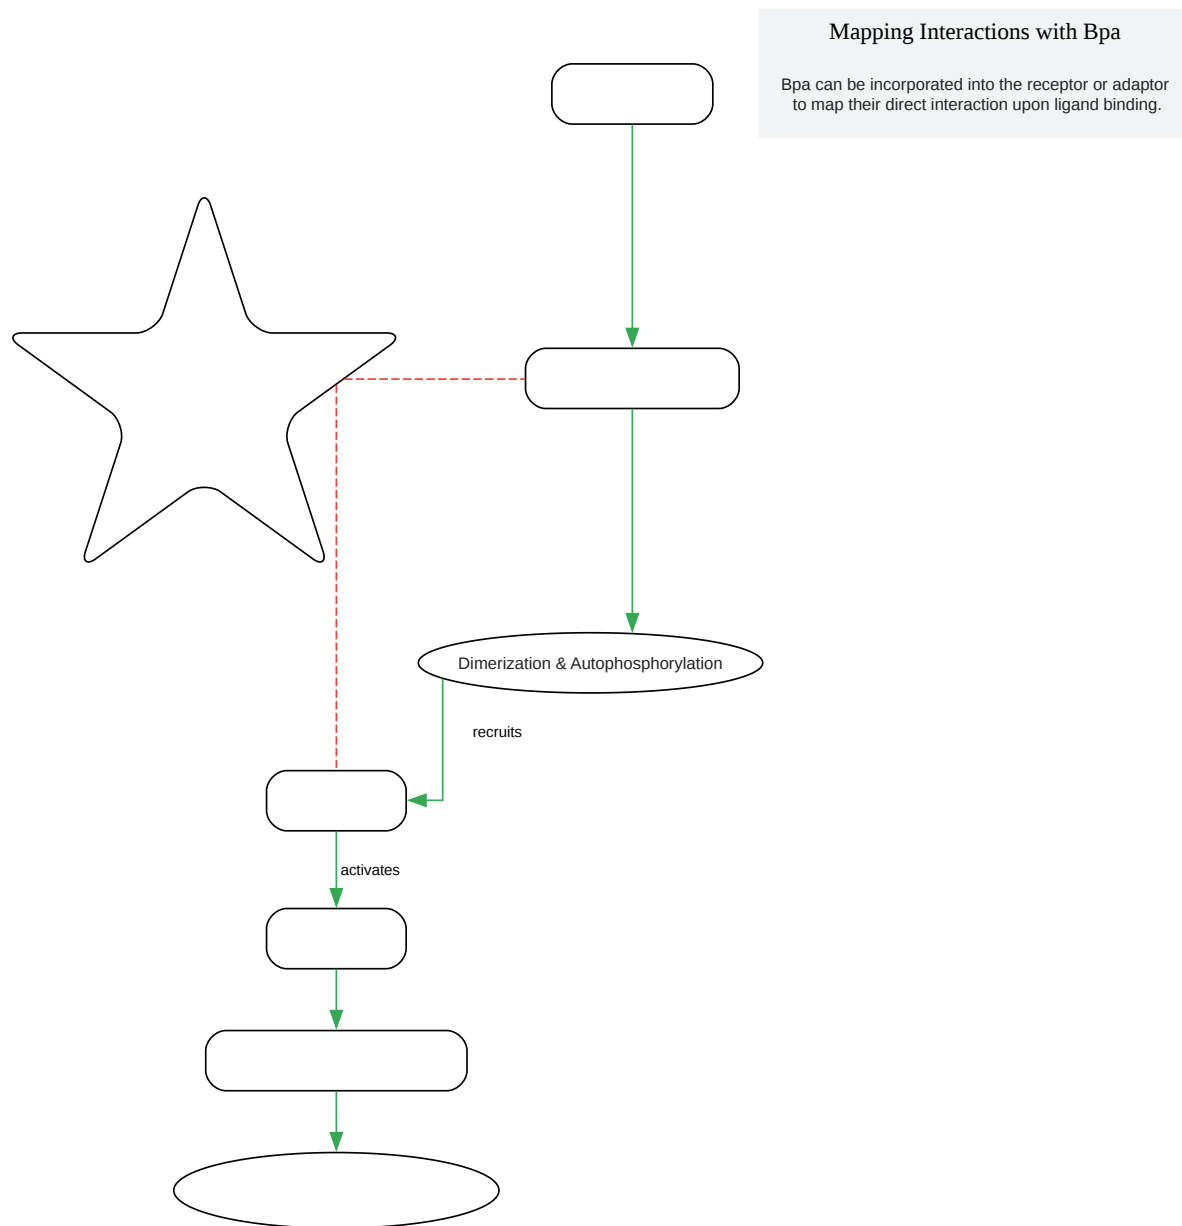 Mapping Interactions with Bpa
Bpa can be incorporated into the receptor or adaptor
to map their direct interaction upon ligand binding.
Dimerization & Autophosphorylation
recruits
activates